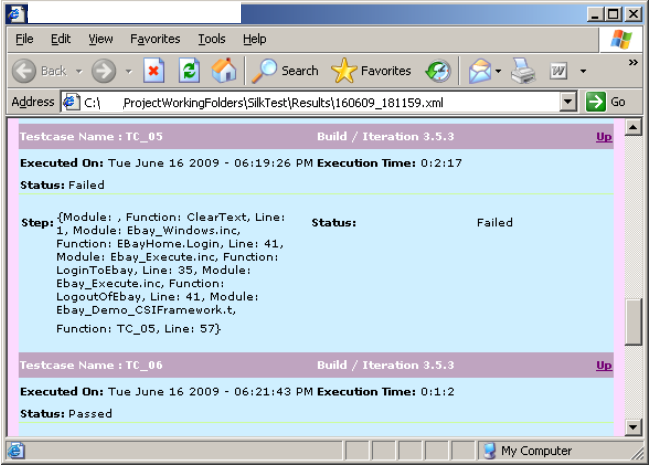 File Edit View Favorites Tools Help
Back Search Favorites W »
Address C:\ ProjectWorkingFolders\SilkTest\Results\160609_181159.xml Go
Testcase Name : TC_05 Build / Iteration 3.5.3 Up
Executed On: Tue June 16 2009 - 06:19:26 PM Execution Time: 0:2:17
Status: Failed
Step: {Module: , Function: ClearText, Line: Status: Failed
1, Module: Ebay_Windows.inc,
Function: EBayHome.Login, Line: 41,
Module: Ebay_Execute.inc, Function:
LoginToEbay, Line: 35, Module:
Ebay_Execute.inc, Function:
LogoutOfEbay, Line: 41, Module:
Ebay_Demo_CSIFramework.t,
Function: TC_05, Line: 57}
Testcase Name : TC_06 Build / Iteration 3.5.3 Up
Executed On: Tue June 16 2009 - 06:21:43 PM Execution Time: 0:1:2
Status: Passed
My Computer